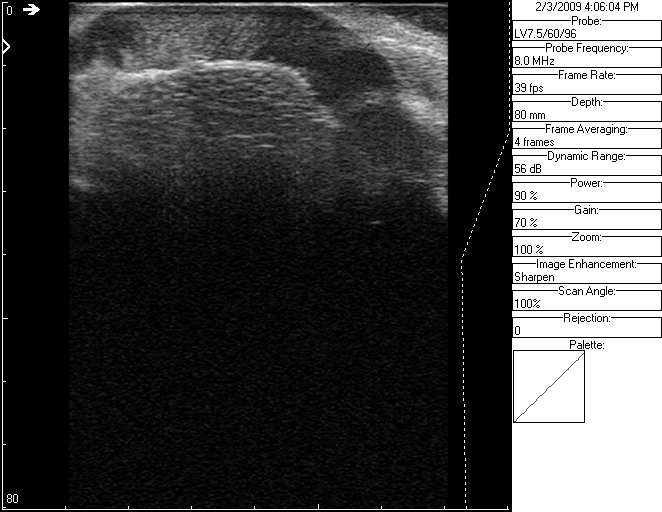 0
80
2/3/2009 4:06:04 PM
Probe:
LV7.5/60/96
Probe Frequency:
8.0 MHz
Frame Rate:
39 fps
Depth:
80 mm
Frame Averaging:
4 frames
Dynamic Range:
56 dB
Power:
90 %
Gain:
70 %
Zoom:
100 %
Image Enhancement:
Sharpen
Scan Angle:
100%
Rejection:
0
Palette: